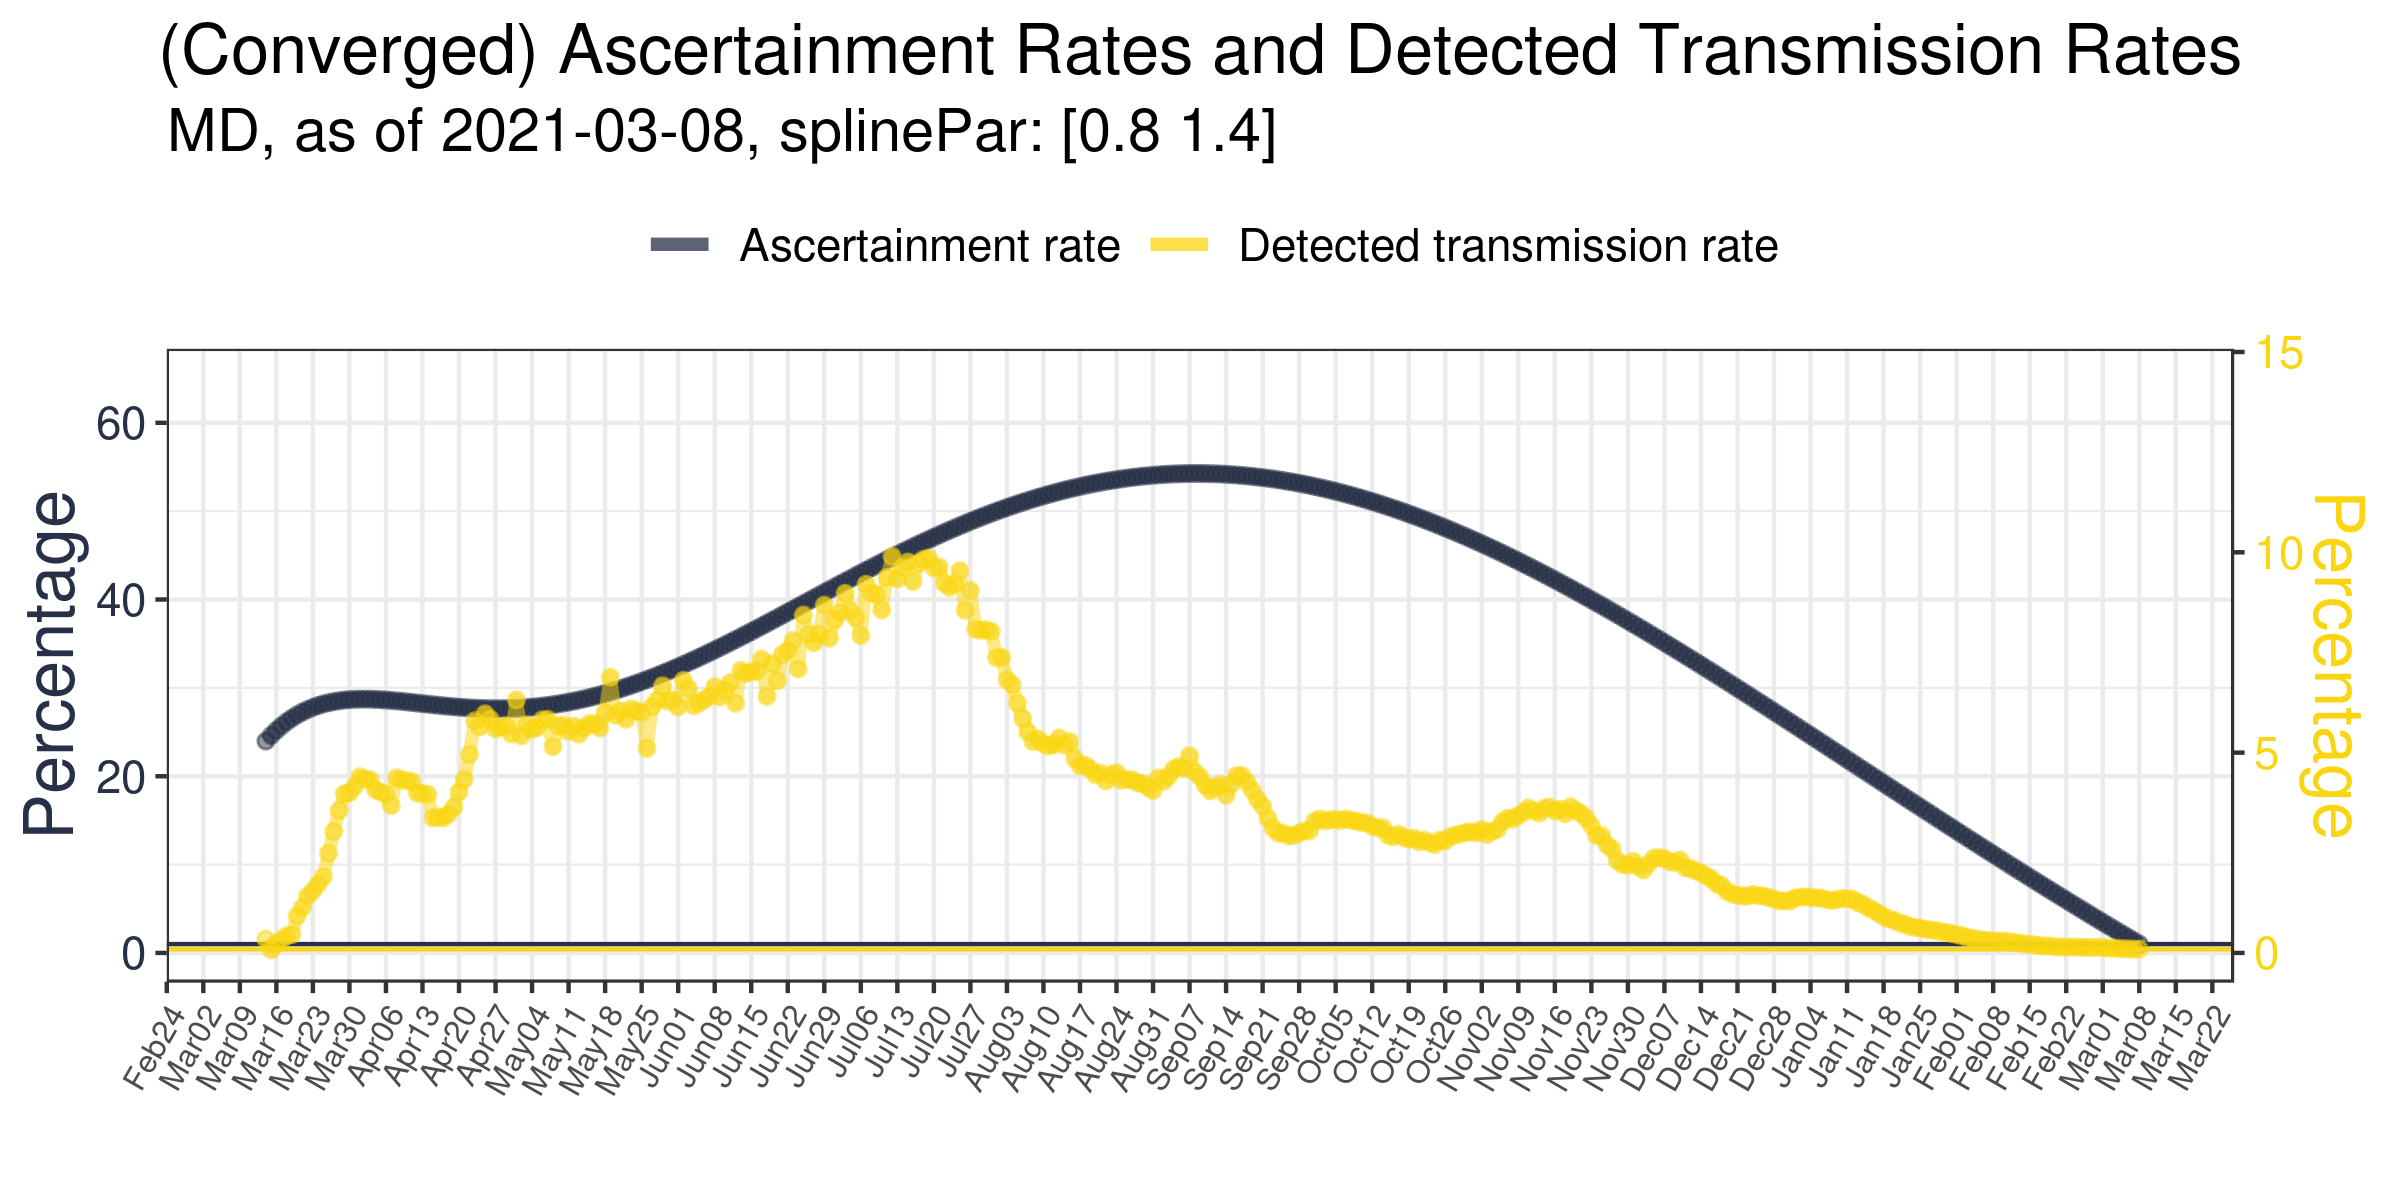 (Converged) Ascertainment Rates and Detected Transmission Rates
MD, as of 2021-03-08, splinePar: [0.8 1.4]
Ascertainment rate Detected transmission rate
Percentage
60
40
20
0
15
10
5
0
Percentage
Feb24 Mar02 Mar09 Mar16 Mar23 Mar30 Apr06 Apr13 Apr20 Apr27 May04 May11 May18 May25 Jun01 Jun08 Jun15 Jun22 Jun29 Jul06 Jul13 Jul20 Jul27 Aug03 Aug10 Aug17 Aug24 Aug31 Sep07 Sep14 Sep21 Sep28 Oct05 Oct12 Oct19 Oct26 Nov02 Nov09 Nov16 Nov23 Nov30 Dec07 Dec14 Dec21 Dec28 Jan04 Jan11 Jan18 Jan25 Feb01 Feb08 Feb15 Feb22 Mar01 Mar08 Mar15 Mar22